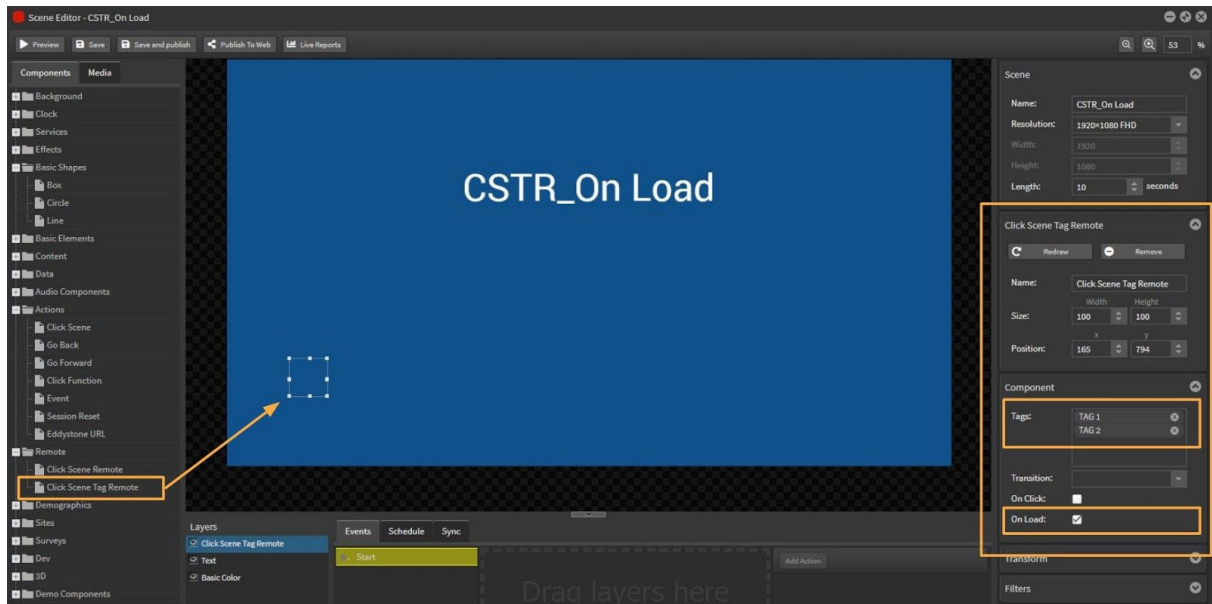 Scene Editor - CSTR_On Load
Preview Save Save and publish Publish To Web Live Reports 53 %
Components Media
Background
Clock
Services
Effects
Basic Shapes
Box
Circle
Line
Basic Elements
Content
Data
Audio Components
Actions
Click Scene
Go Back
Go Forward
Click Function
Event
Session Reset
Eddystone URL
Remote
Click Scene Remote
Click Scene Tag Remote
Demographics
Sites
Surveys
Dev
3D
Demo Components
CSTR_On Load
Layers
Click Scene Tag Remote
Text
Basic Color
Events Schedule Sync
Start
Drag layers here
Add Action
Scene
Name: CSTR_On Load
Resolution: 1920×1080 FHD
Width: 1920
Height: 1080
Length: 10 seconds
Click Scene Tag Remote
Redraw Remove
Name: Click Scene Tag Remote
Width Height
Size: 100 100
x y
Position: 165 794
Component
Tags: TAG 1
TAG 2
Transition:
On Click:
On Load:
Transform
Filters